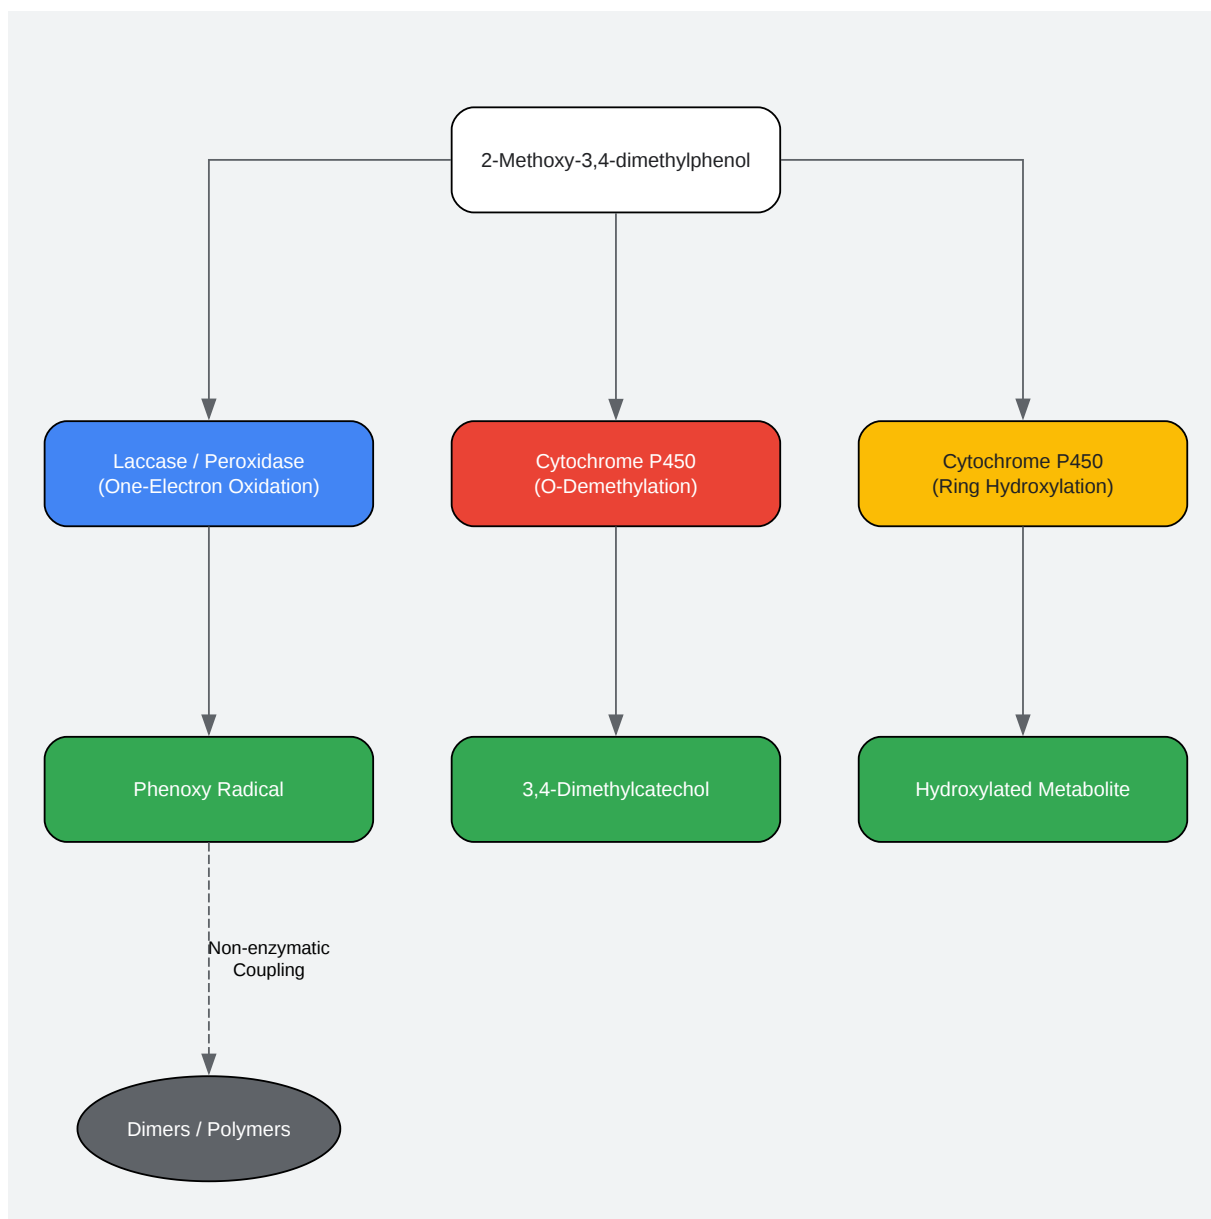 2-Methoxy-3,4-dimethylphenol
Laccase / Peroxidase
(One-Electron Oxidation)
Cytochrome P450
(O-Demethylation)
Cytochrome P450
(Ring Hydroxylation)
Phenoxy Radical
3,4-Dimethylcatechol
Hydroxylated Metabolite
Non-enzymatic
Coupling
Dimers / Polymers